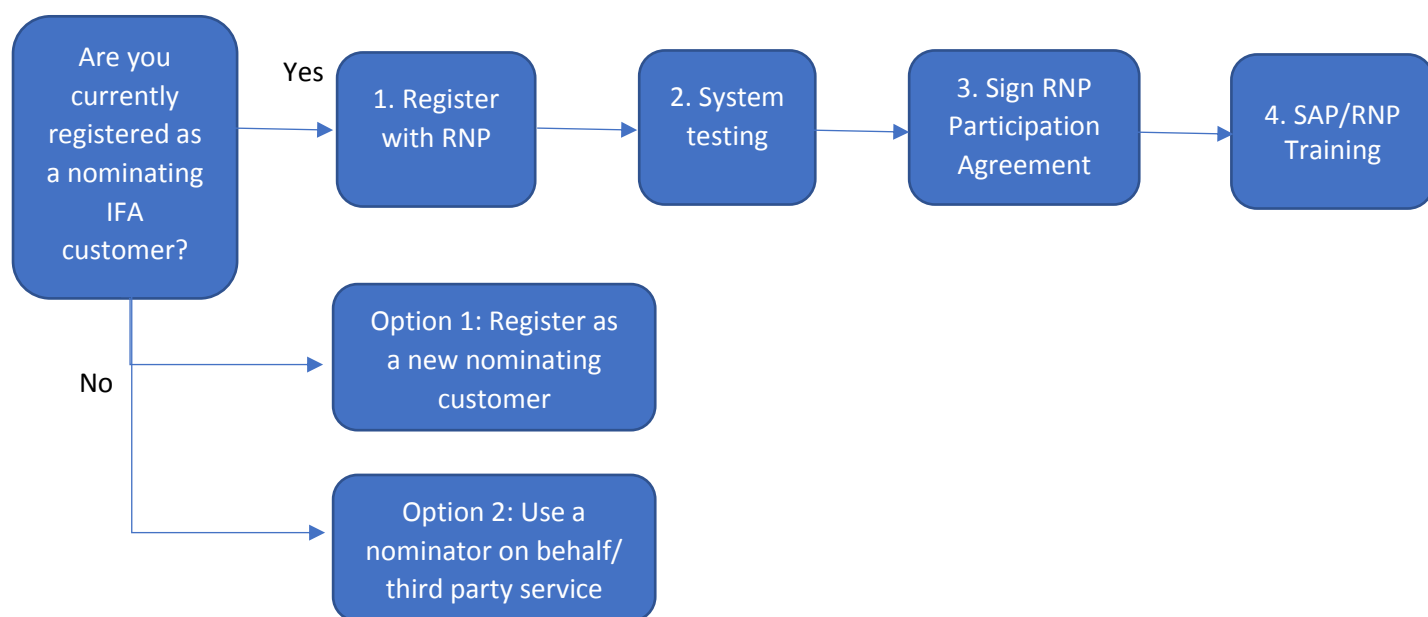 Are you
currently
registered as
a nominating
IFA
customer?
Yes
1. Register
with RNP
2. System
testing
3. Sign RNP
Participation
Agreement
4. SAP/RNP
Training
No
Option 1: Register as
a new nominating
customer
Option 2: Use a
nominator on behalf/
third party service